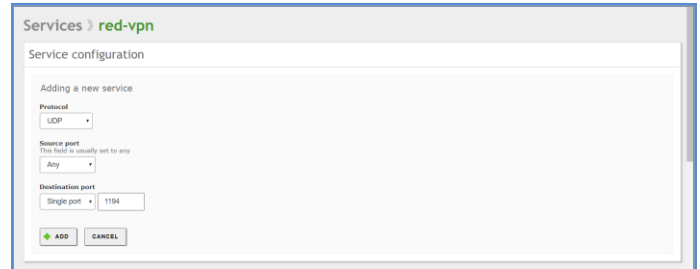 Services › red-vpn
Service configuration
Adding a new service
Protocol
UDP
Source port
This field is usually set to any
Any
Destination port
Single port 1194
ADD CANCEL